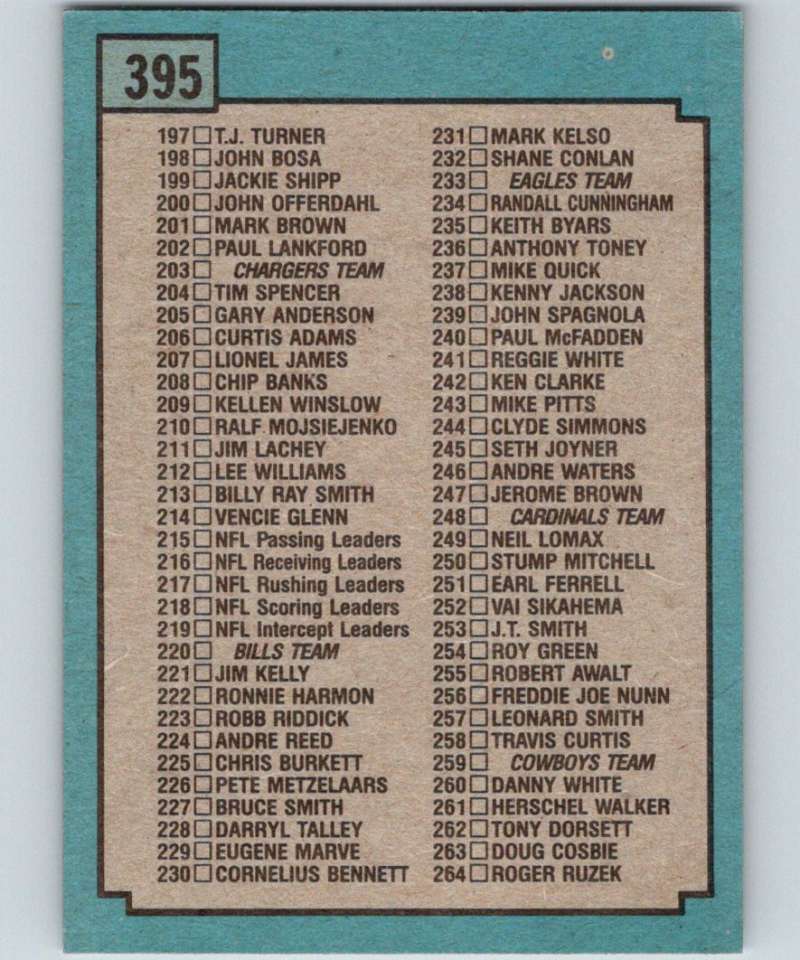 395
197 T.J. TURNER
198 JOHN BOSA
199 JACKIE SHIPP
200 JOHN OFFERDAHL
201 MARK BROWN
202 PAUL LANKFORD
203 CHARGERS TEAM
204 TIM SPENCER
205 GARY ANDERSON
206 CURTIS ADAMS
207 LIONEL JAMES
208 CHIP BANKS
209 KELLEN WINSLOW
210 RALF MOJSIEJENKO
211 JIM LACHEY
212 LEE WILLIAMS
213 BILLY RAY SMITH
214 VENCIE GLENN
215 NFL Passing Leaders
216 NFL Receiving Leaders
217 NFL Rushing Leaders
218 NFL Scoring Leaders
219 NFL Intercept Leaders
220 BILLS TEAM
221 JIM KELLY
222 RONNIE HARMON
223 ROBB RIDDICK
224 ANDRE REED
225 CHRIS BURKETT
226 PETE METZELAARS
227 BRUCE SMITH
228 DARRYL TALLEY
229 EUGENE MARVE
230 CORNELIUS BENNETT
231 MARK KELSO
232 SHANE CONLAN
233 EAGLES TEAM
234 RANDALL CUNNINGHAM
235 KEITH BYARS
236 ANTHONY TONEY
237 MIKE QUICK
238 KENNY JACKSON
239 JOHN SPAGNOLA
240 PAUL McFADDEN
241 REGGIE WHITE
242 KEN CLARKE
243 MIKE PITTS
244 CLYDE SIMMONS
245 SETH JOYNER
246 ANDRE WATERS
247 JEROME BROWN
248 CARDINALS TEAM
249 NEIL LOMAX
250 STUMP MITCHELL
251 EARL FERRELL
252 VAI SIKAHEMA
253 J.T. SMITH
254 ROY GREEN
255 ROBERT AWALT
256 FREDDIE JOE NUNN
257 LEONARD SMITH
258 TRAVIS CURTIS
259 COWBOYS TEAM
260 DANNY WHITE
261 HERSCHEL WALKER
262 TONY DORSETT
263 DOUG COSBIE
264 ROGER RUZEK